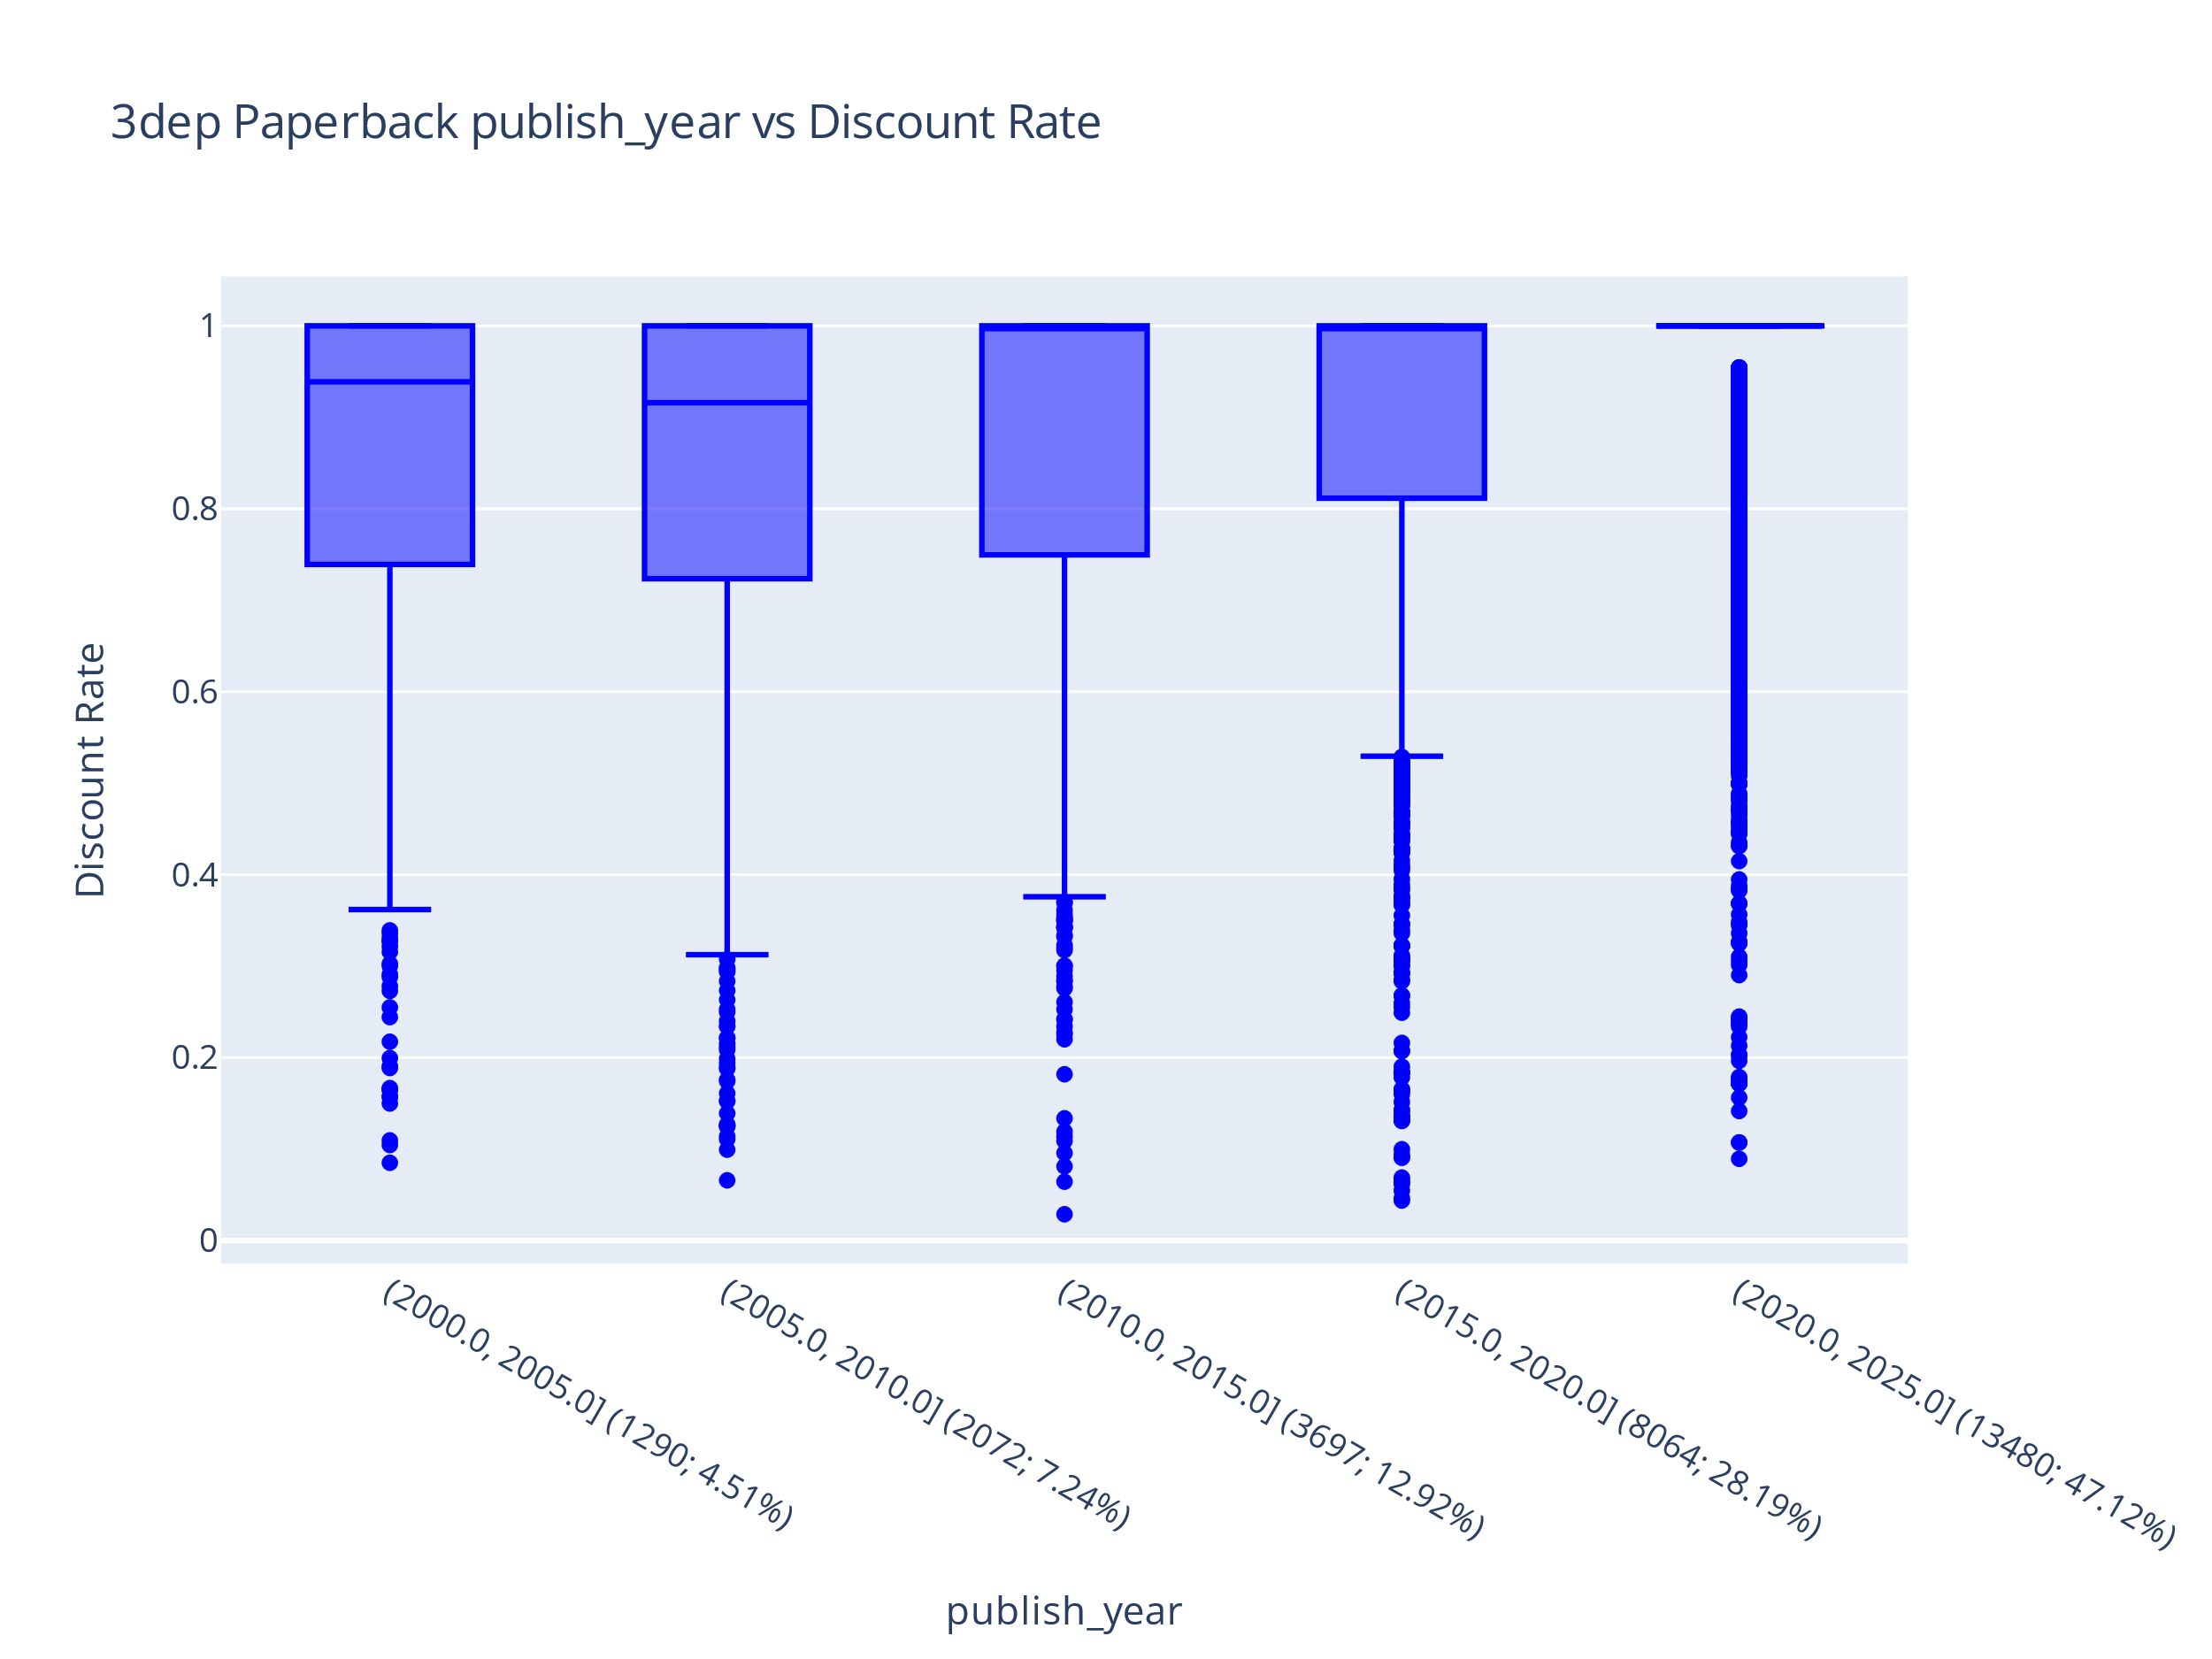 3dep Paperback publish_year vs Discount Rate
Discount Rate
1
0.8
0.6
0.4
0.2
0
(2000.0, 2005.0] (1290; 4.51%)
(2005.0, 2010.0] (2072; 7.24%)
(2010.0, 2015.0] (3697; 12.92%)
(2015.0, 2020.0] (8064; 28.19%)
(2020.0, 2025.0] (13480; 47.12%)
publish_year